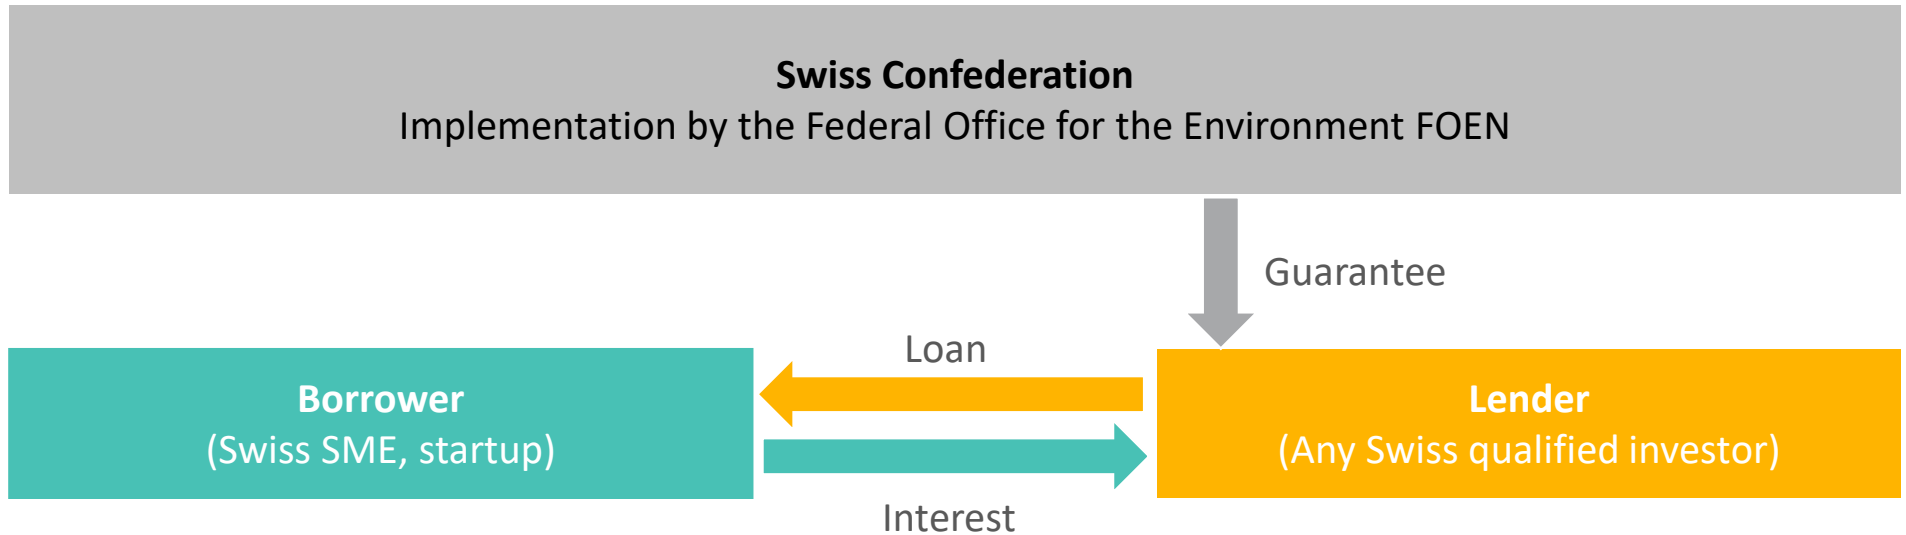 Swiss Confederation
Implementation by the Federal Office for the Environment FOEN
Guarantee
Loan
Borrower
(Swiss SME, startup)
Lender
(Any Swiss qualified investor)
Interest